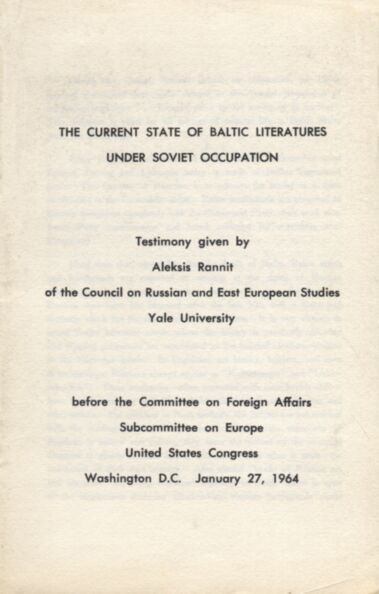 THE CURRENT STATE OF BALTIC LITERATURES
UNDER SOVIET OCCUPATION
Testimony given by
Aleksis Rannit
of the Council on Russian and East European Studies
Yale University
before the Committee on Foreign Affairs
Subcommittee on Europe
United States Congress
Washington D.C. January 27, 1964